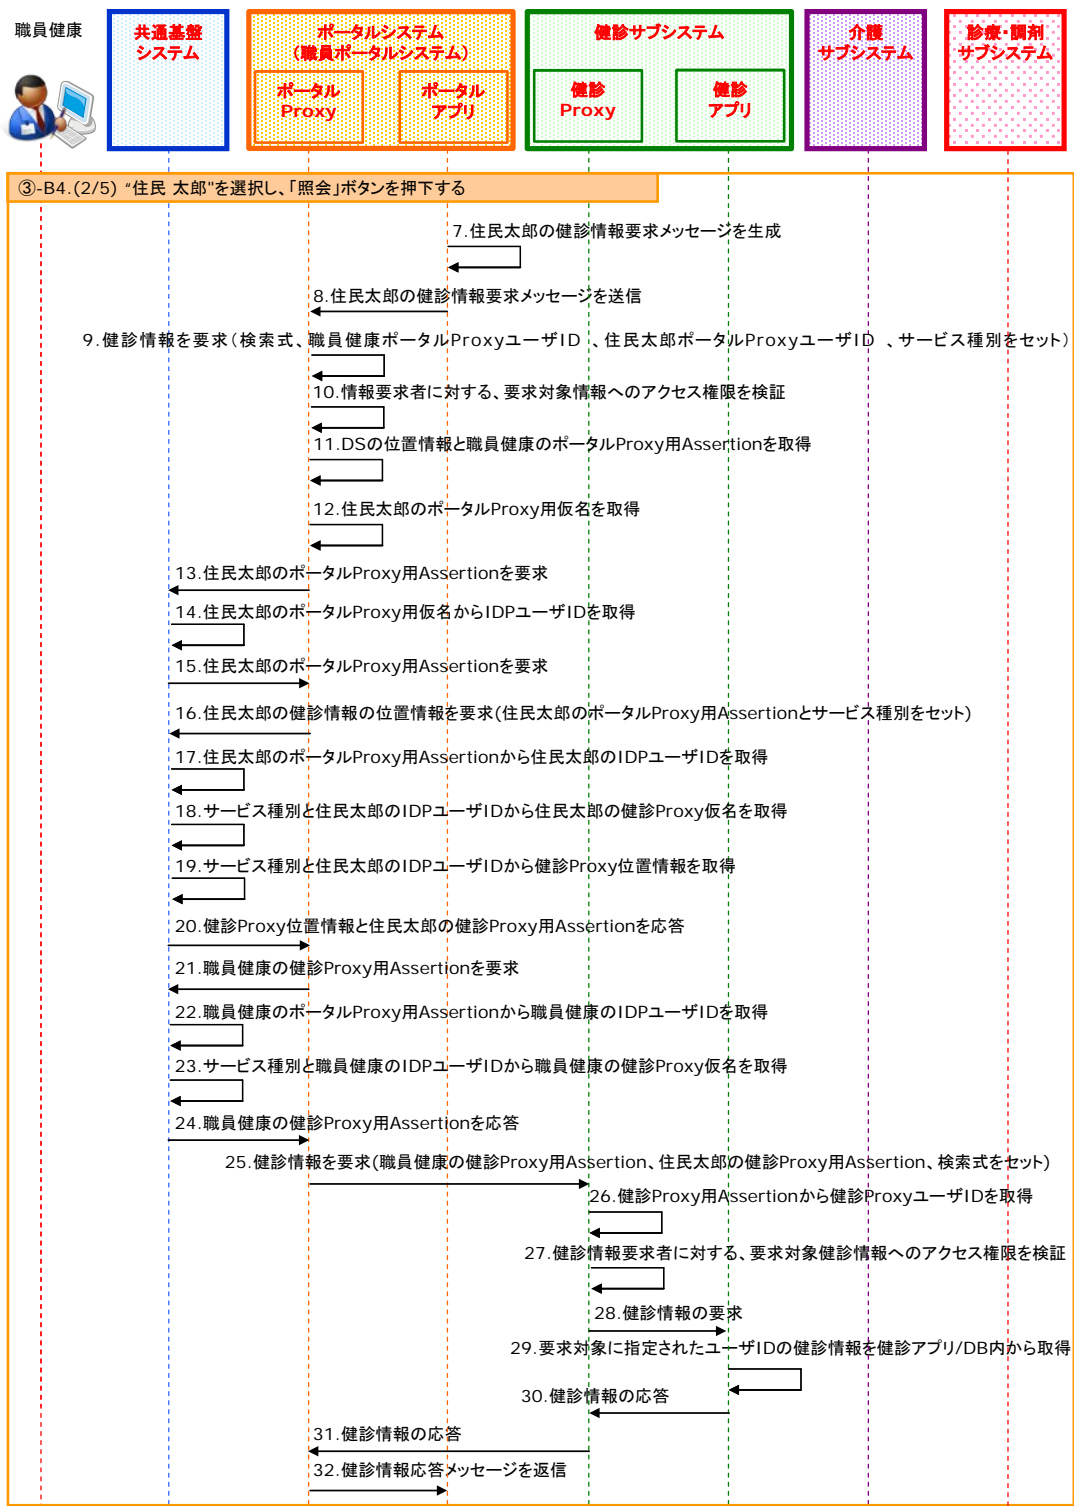 職員健康
共通基盤
システム
ポータルシステム
（職員ポータルシステム）
ポータル
Proxy
ポータル
アプリ
健診サブシステム
健診
Proxy
健診
アプリ
介護
サブシステム
診療・調剤
サブシステム
③-B4.(2/5) “住民 太郎"を選択し、「照会」ボタンを押下する
7.住民太郎の健診情報要求メッセージを生成
8.住民太郎の健診情報要求メッセージを送信
9.健診情報を要求（検索式、職員健康ポータルProxyユーザID 、住民太郎ポータルProxyユーザID 、サービス種別をセット）
10.情報要求者に対する、要求対象情報へのアクセス権限を検証
11.DSの位置情報と職員健康のポータルProxy用Assertionを取得
12.住民太郎のポータルProxy用仮名を取得
13.住民太郎のポータルProxy用Assertionを要求
14.住民太郎のポータルProxy用仮名からIDPユーザIDを取得
15.住民太郎のポータルProxy用Assertionを要求
16.住民太郎の健診情報の位置情報を要求(住民太郎のポータルProxy用Assertionとサービス種別をセット)
17.住民太郎のポータルProxy用Assertionから住民太郎のIDPユーザIDを取得
18.サービス種別と住民太郎のIDPユーザIDから住民太郎の健診Proxy仮名を取得
19.サービス種別と住民太郎のIDPユーザIDから健診Proxy位置情報を取得
20.健診Proxy位置情報と住民太郎の健診Proxy用Assertionを応答
21.職員健康の健診Proxy用Assertionを要求
22.職員健康のポータルProxy用Assertionから職員健康のIDPユーザIDを取得
23.サービス種別と職員健康のIDPユーザIDから職員健康の健診Proxy仮名を取得
24.職員健康の健診Proxy用Assertionを応答
25.健診情報を要求(職員健康の健診Proxy用Assertion、住民太郎の健診Proxy用Assertion、検索式をセット)
26.健診Proxy用Assertionから健診ProxyユーザIDを取得
27.健診情報要求者に対する、要求対象健診情報へのアクセス権限を検証
28.健診情報の要求
29.要求対象に指定されたユーザIDの健診情報を健診アプリ/DB内から取得
30.健診情報の応答
31.健診情報の応答
32.健診情報応答メッセージを返信